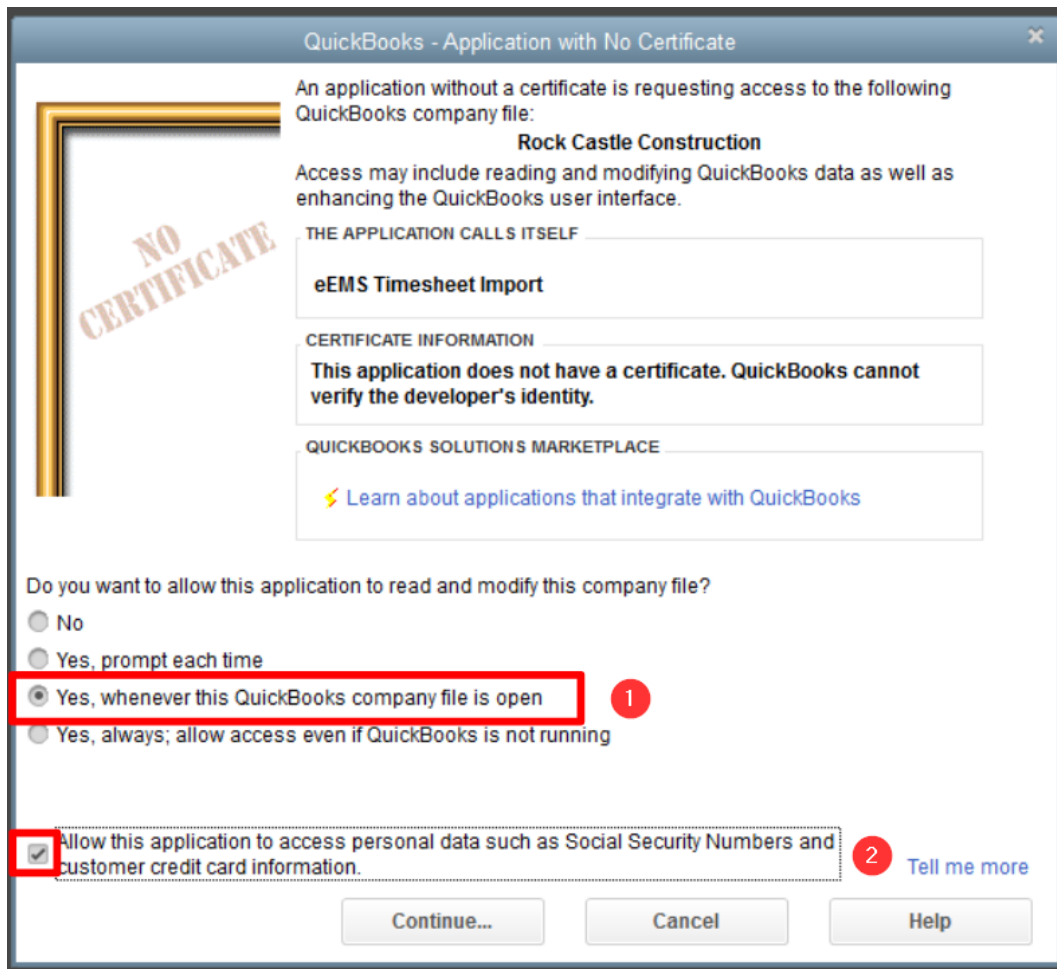 QuickBooks - Application with No Certificate
An application without a certificate is requesting access to the following
QuickBooks company file:
Rock Castle Construction
Access may include reading and modifying QuickBooks data as well as
enhancing the QuickBooks user interface.
NO
CERTIFICATE
THE APPLICATION CALLS ITSELF
eEMS Timesheet Import
CERTIFICATE INFORMATION
This application does not have a certificate. QuickBooks cannot
verify the developer's identity.
QUICKBOOKS SOLUTIONS MARKETPLACE
Learn about applications that integrate with QuickBooks
Do you want to allow this application to read and modify this company file?
No
Yes, prompt each time
Yes, whenever this QuickBooks company file is open
1
Yes, always; allow access even if QuickBooks is not running
Allow this application to access personal data such as Social Security Numbers and
customer credit card information.
2
Tell me more
Continue...
Cancel
Help